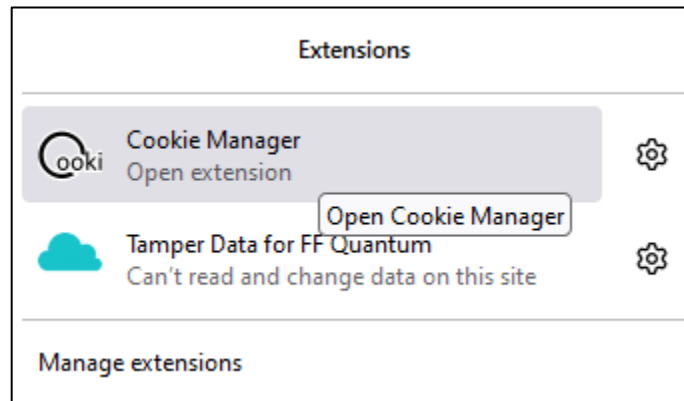 Extensions
Cooki
Cookie Manager
Open extension
Open Cookie Manager
Tamper Data for FF Quantum
Can't read and change data on this site
Manage extensions